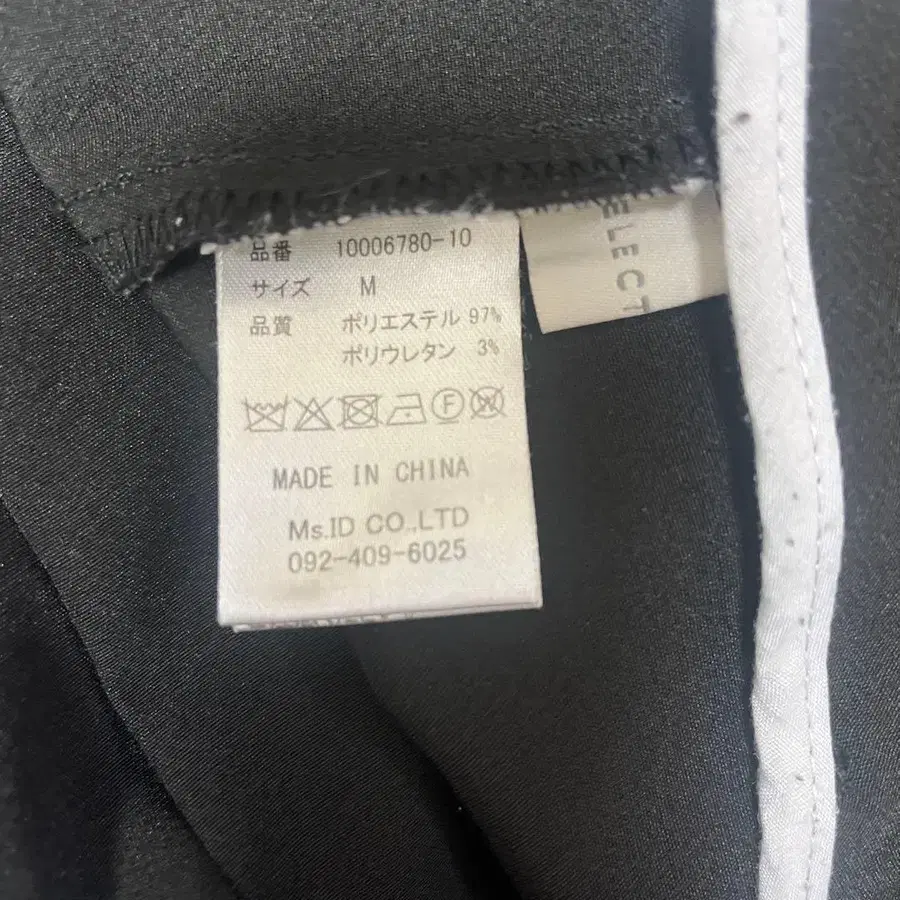 品番 10006780-10
サイズ M
品質 ポリエステル 97%
ポリウレタン 3%
F
W
MADE IN CHINA
Ms.ID CO.,LTD
092-409-6025
ELECT